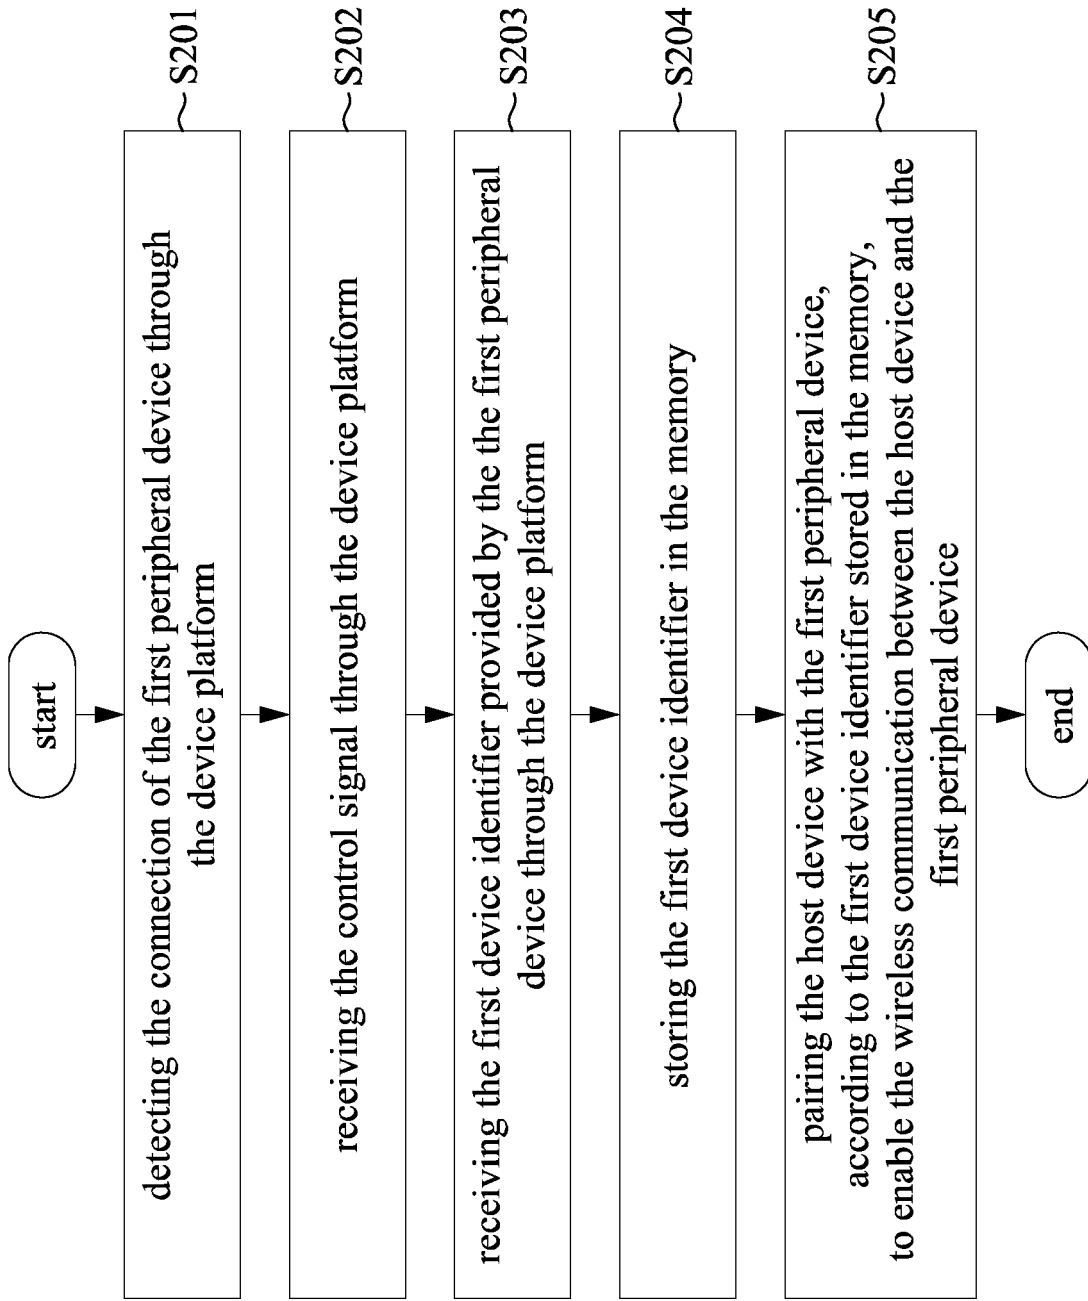 start
detecting the connection of the first peripheral device through
the device platform
S201
receiving the control signal through the device platform
S202
receiving the first device identifier provided by the the first peripheral
device through the device platform
S203
storing the first device identifier in the memory
S204
pairing the host device with the first peripheral device,
according to the first device identifier stored in the memory,
to enable the wireless communication between the host device and the
first peripheral device
S205
end